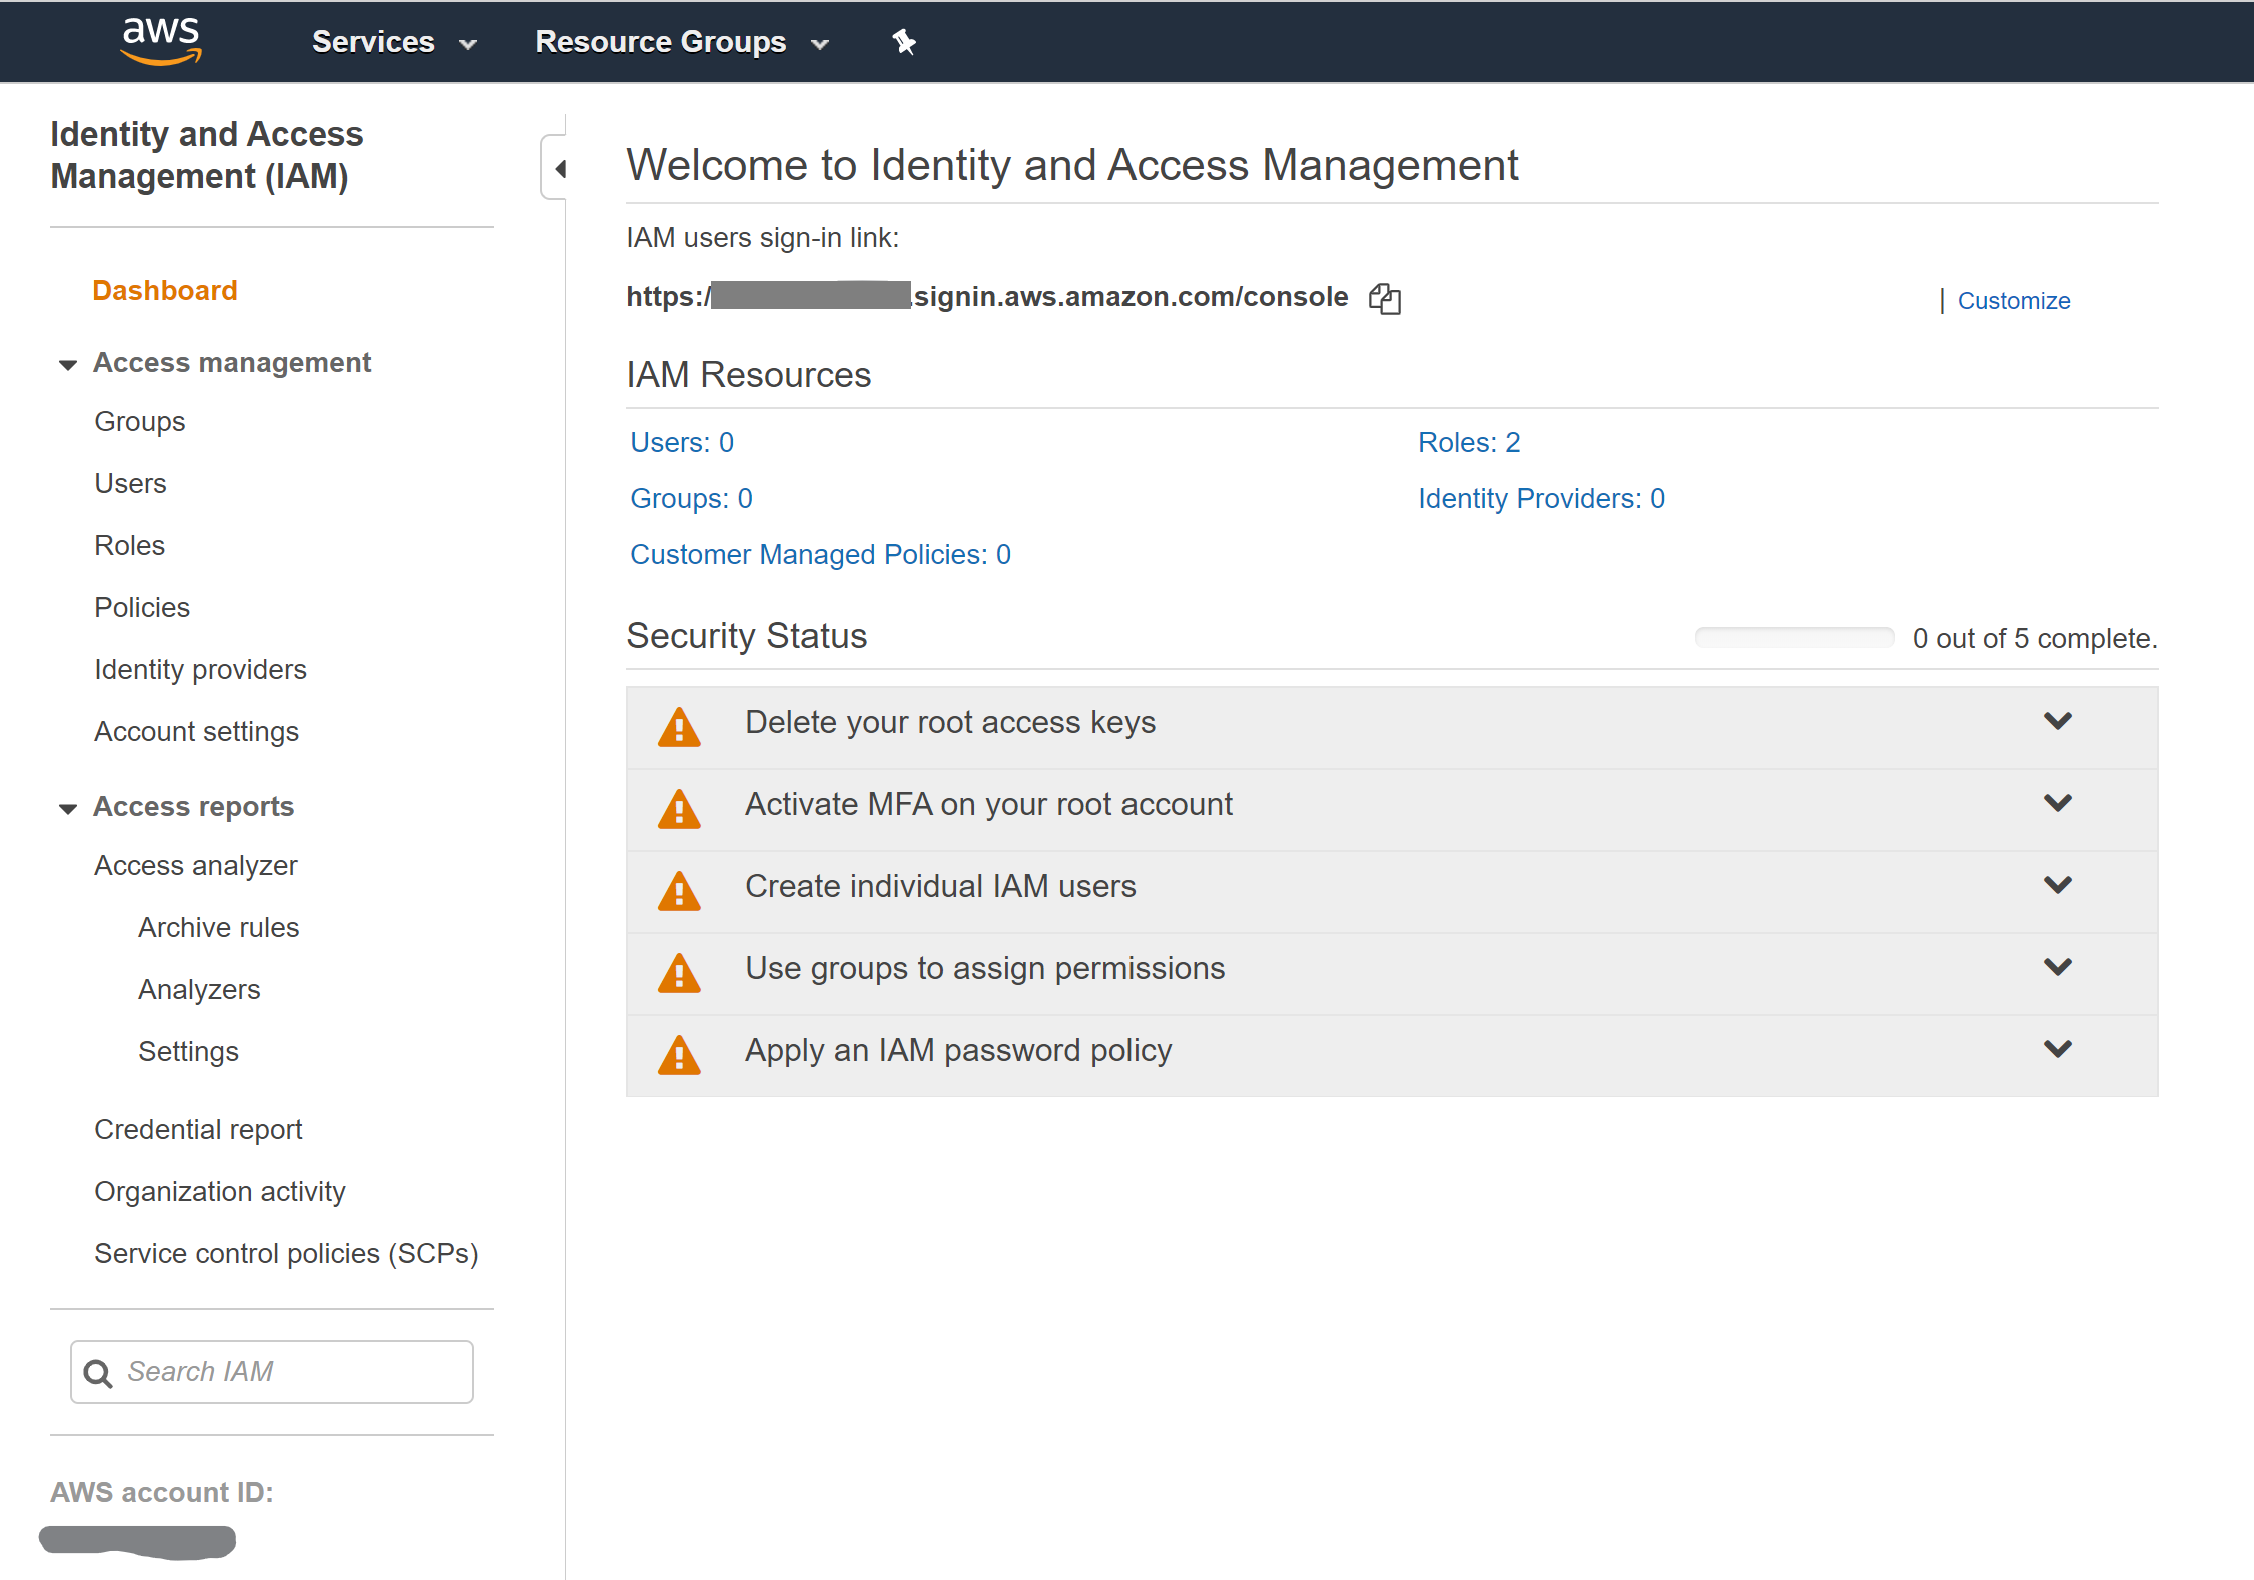 aws
Services
Resource Groups
Identity and Access
Management (IAM)
Dashboard
Access management
Groups
Users
Roles
Policies
Identity providers
Account settings
Access reports
Access analyzer
Archive rules
Analyzers
Settings
Credential report
Organization activity
Service control policies (SCPs)
Search IAM
AWS account ID:
Welcome to Identity and Access Management
IAM users sign-in link:
https:/ .signin.aws.amazon.com/console
| Customize
IAM Resources
Users: 0
Roles: 2
Groups: 0
Identity Providers: 0
Customer Managed Policies: 0
Security Status
0 out of 5 complete.
Delete your root access keys
Activate MFA on your root account
Create individual IAM users
Use groups to assign permissions
Apply an IAM password policy